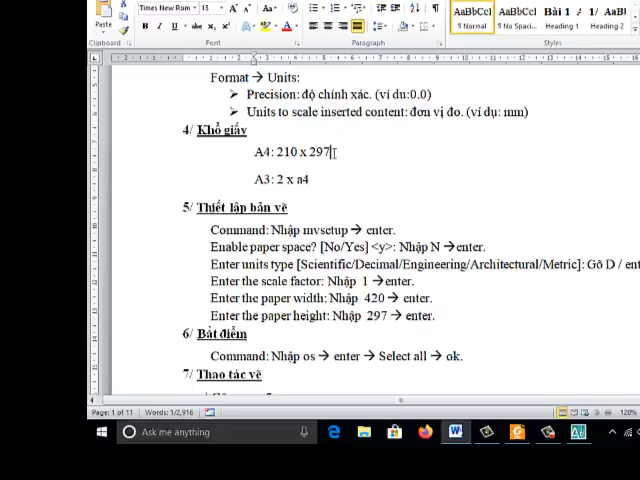 Times New Rom 13
AaBbCcI AaBbCcI Bài 1 AaBbC
¶ Normal ¶ No Spaci... Heading 1 Heading 2
Paste
Clipboard Font Paragraph Styles
Format → Units:
➢ Precision: độ chính xác. (ví dụ:0.0)
➢ Units to scale inserted content: đơn vị đo. (ví dụ: mm)
4/ Khổ giấy
A4: 210 x 297
A3: 2 x a4
5/ Thiết lập bản vẽ
Command: Nhập mvsetup → enter.
Enable paper space? [No/Yes] <y>: Nhập N →enter.
Enter units type [Scientific/Decimal/Engineering/Architectural/Metric]: Gõ D / ent
Enter the scale factor: Nhập 1 →enter.
Enter the paper width: Nhập 420 → enter.
Enter the paper height: Nhập 297 → enter.
6/ Bắt điểm
Command: Nhập os → enter → Select all → ok.
7/ Thao tác vẽ
Page: 1 of 11 Words: 1/2,916 120%
Ask me anything